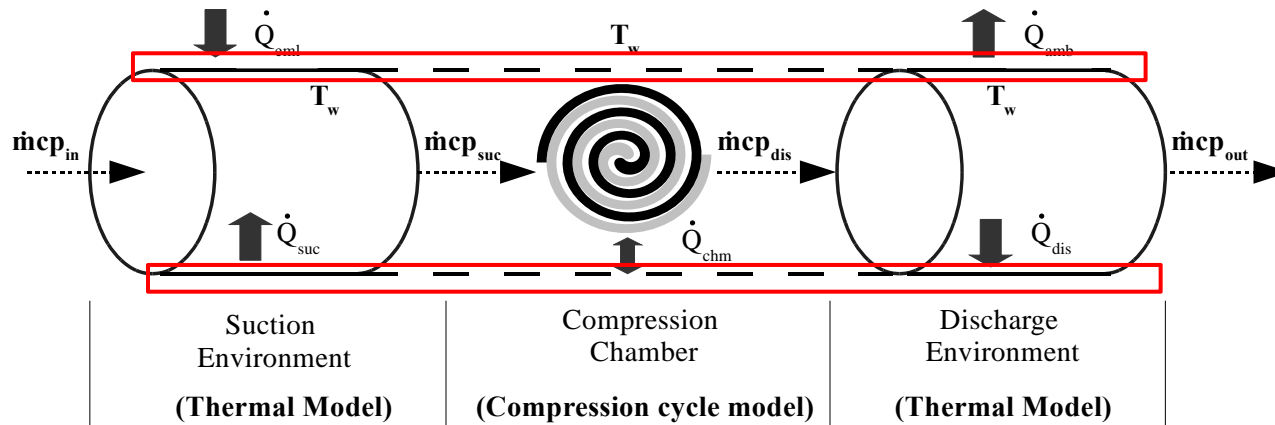 Q̇eml
Tw
Q̇amb
Tw
Tw
ṁcpin
ṁcpsuc
ṁcpdis
ṁcpout
Q̇suc
Q̇chm
Q̇dis
Suction
Environment
(Thermal Model)
Compression
Chamber
(Compression cycle model)
Discharge
Environment
(Thermal Model)